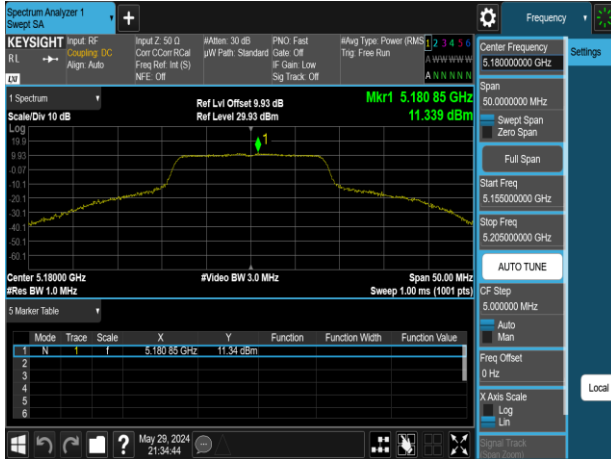 Spectrum Analyzer 1
Swept SA
+
Frequency
KEYSIGHT
RL
Input: RF
Coupling: DC
Align: Auto
Input Z: 50 Ω
Corr CCorr RCal
Freq Ref: Int (S)
NFE: Off
#Atten: 30 dB
µW Path: Standard
PNO: Fast
Gate: Off
IF Gain: Low
Sig Track: Off
#Avg Type: Power (RMS
Trig: Free Run
1 2 3 4 5 6
A WW W W W
A N N N N N
LXI
1 Spectrum
Scale/Div 10 dB
Ref Lvl Offset 9.93 dB
Ref Level 29.93 dBm
Mkr1 5.180 85 GHz
11.339 dBm
Log
19.9
9.93
-0.07
-10.1
-20.1
-30.1
-40.1
-50.1
-60.1
1
Center 5.18000 GHz
#Res BW 1.0 MHz
#Video BW 3.0 MHz
Span 50.00 MHz
Sweep 1.00 ms (1001 pts)
5 Marker Table
Mode Trace Scale X Y Function Function Width Function Value
1 N 1 f 5.180 85 GHz 11.34 dBm
2
3
4
5
6
May 29, 2024
21:34:44
?
Center Frequency
5.180000000 GHz
Span
50.0000000 MHz
Swept Span
Zero Span
Full Span
Start Freq
5.155000000 GHz
Stop Freq
5.205000000 GHz
AUTO TUNE
CF Step
5.000000 MHz
Auto
Man
Freq Offset
0 Hz
X Axis Scale
Log
Lin
Signal Track
(Span Zoom)
Settings
Local